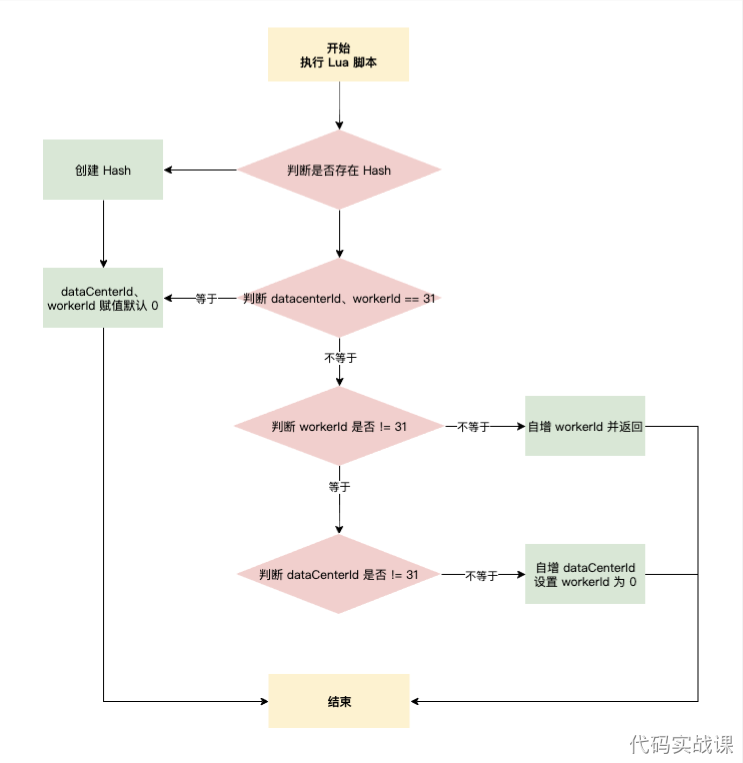 开始
执行 Lua 脚本
创建 Hash
判断是否存在 Hash
dataCenterId、
workerId 赋值默认 0
等于
判断 datacenterId、workerId == 31
不等于
判断 workerId 是否 != 31
不等于
自增 workerId 并返回
等于
判断 dataCenterId 是否 != 31
不等于
自增 dataCenterId
设置 workerId 为 0
结束
代码实战课